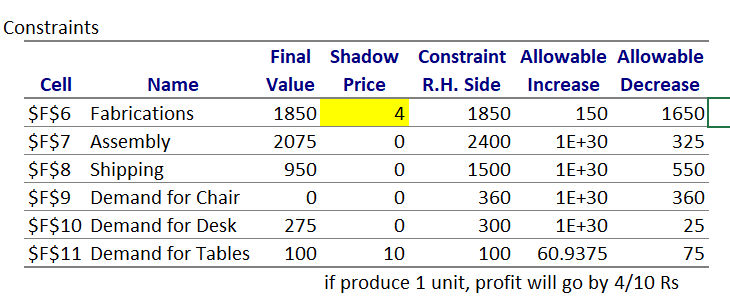 Constraints
Final Shadow Constraint Allowable Allowable
Cell Name Value Price R.H. Side Increase Decrease
$F$6 Fabrications 1850 4 1850 150 1650
$F$7 Assembly 2075 0 2400 1E+30 325
$F$8 Shipping 950 0 1500 1E+30 550
$F$9 Demand for Chair 0 0 360 1E+30 360
$F$10 Demand for Desk 275 0 300 1E+30 25
$F$11 Demand for Tables 100 10 100 60.9375 75
if produce 1 unit, profit will go by 4/10 Rs